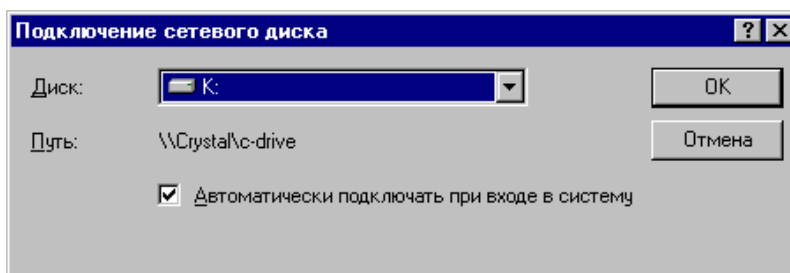 Подключение сетевого диска
Диск: K: OK
Путь: \\Crystal\c-drive Отмена
Автоматически подключать при входе в систему